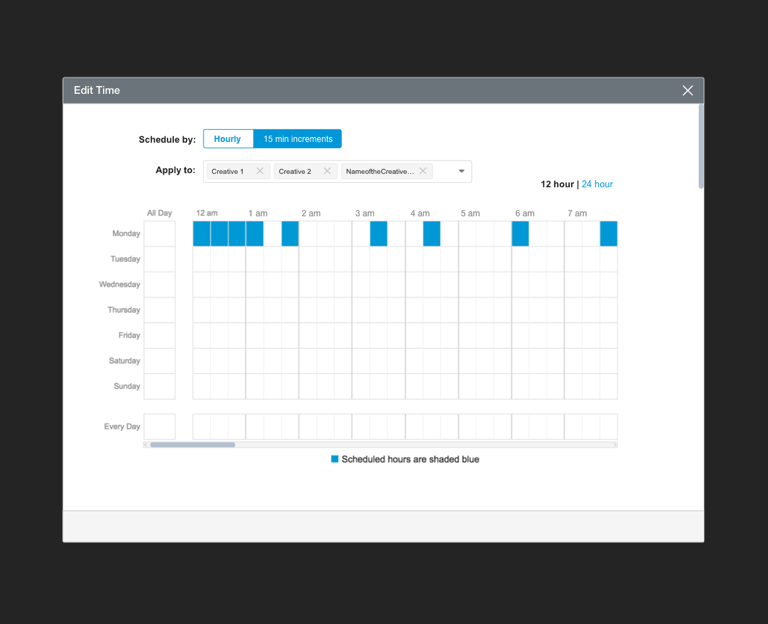 Edit Time
Schedule by: Hourly 15 min increments
Apply to: Creative 1 Creative 2 NameoftheCreative...
12 hour | 24 hour
All Day 12 am 1 am 2 am 3 am 4 am 5 am 6 am 7 am
Monday
Tuesday
Wednesday
Thursday
Friday
Saturday
Sunday
Every Day
Scheduled hours are shaded blue